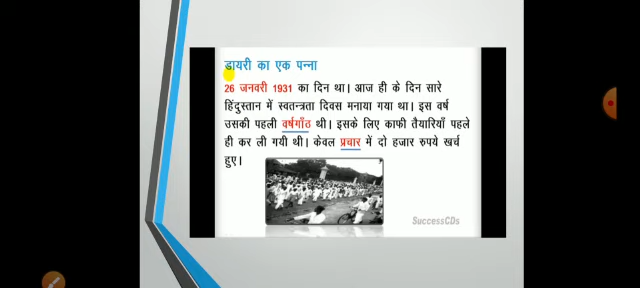 डायरी का एक पन्ना
26 जनवरी 1931 का दिन था। आज ही के दिन सारे
हिंदुस्तान में स्वतन्त्रता दिवस मनाया गया था। इस वर्ष
उसकी पहली वर्षगाँठ थी। इसके लिए काफी तैयारियाँ पहले
ही कर ली गयी थी। केवल प्रचार में दो हजार रुपये खर्च
हुए।
SuccessCDs